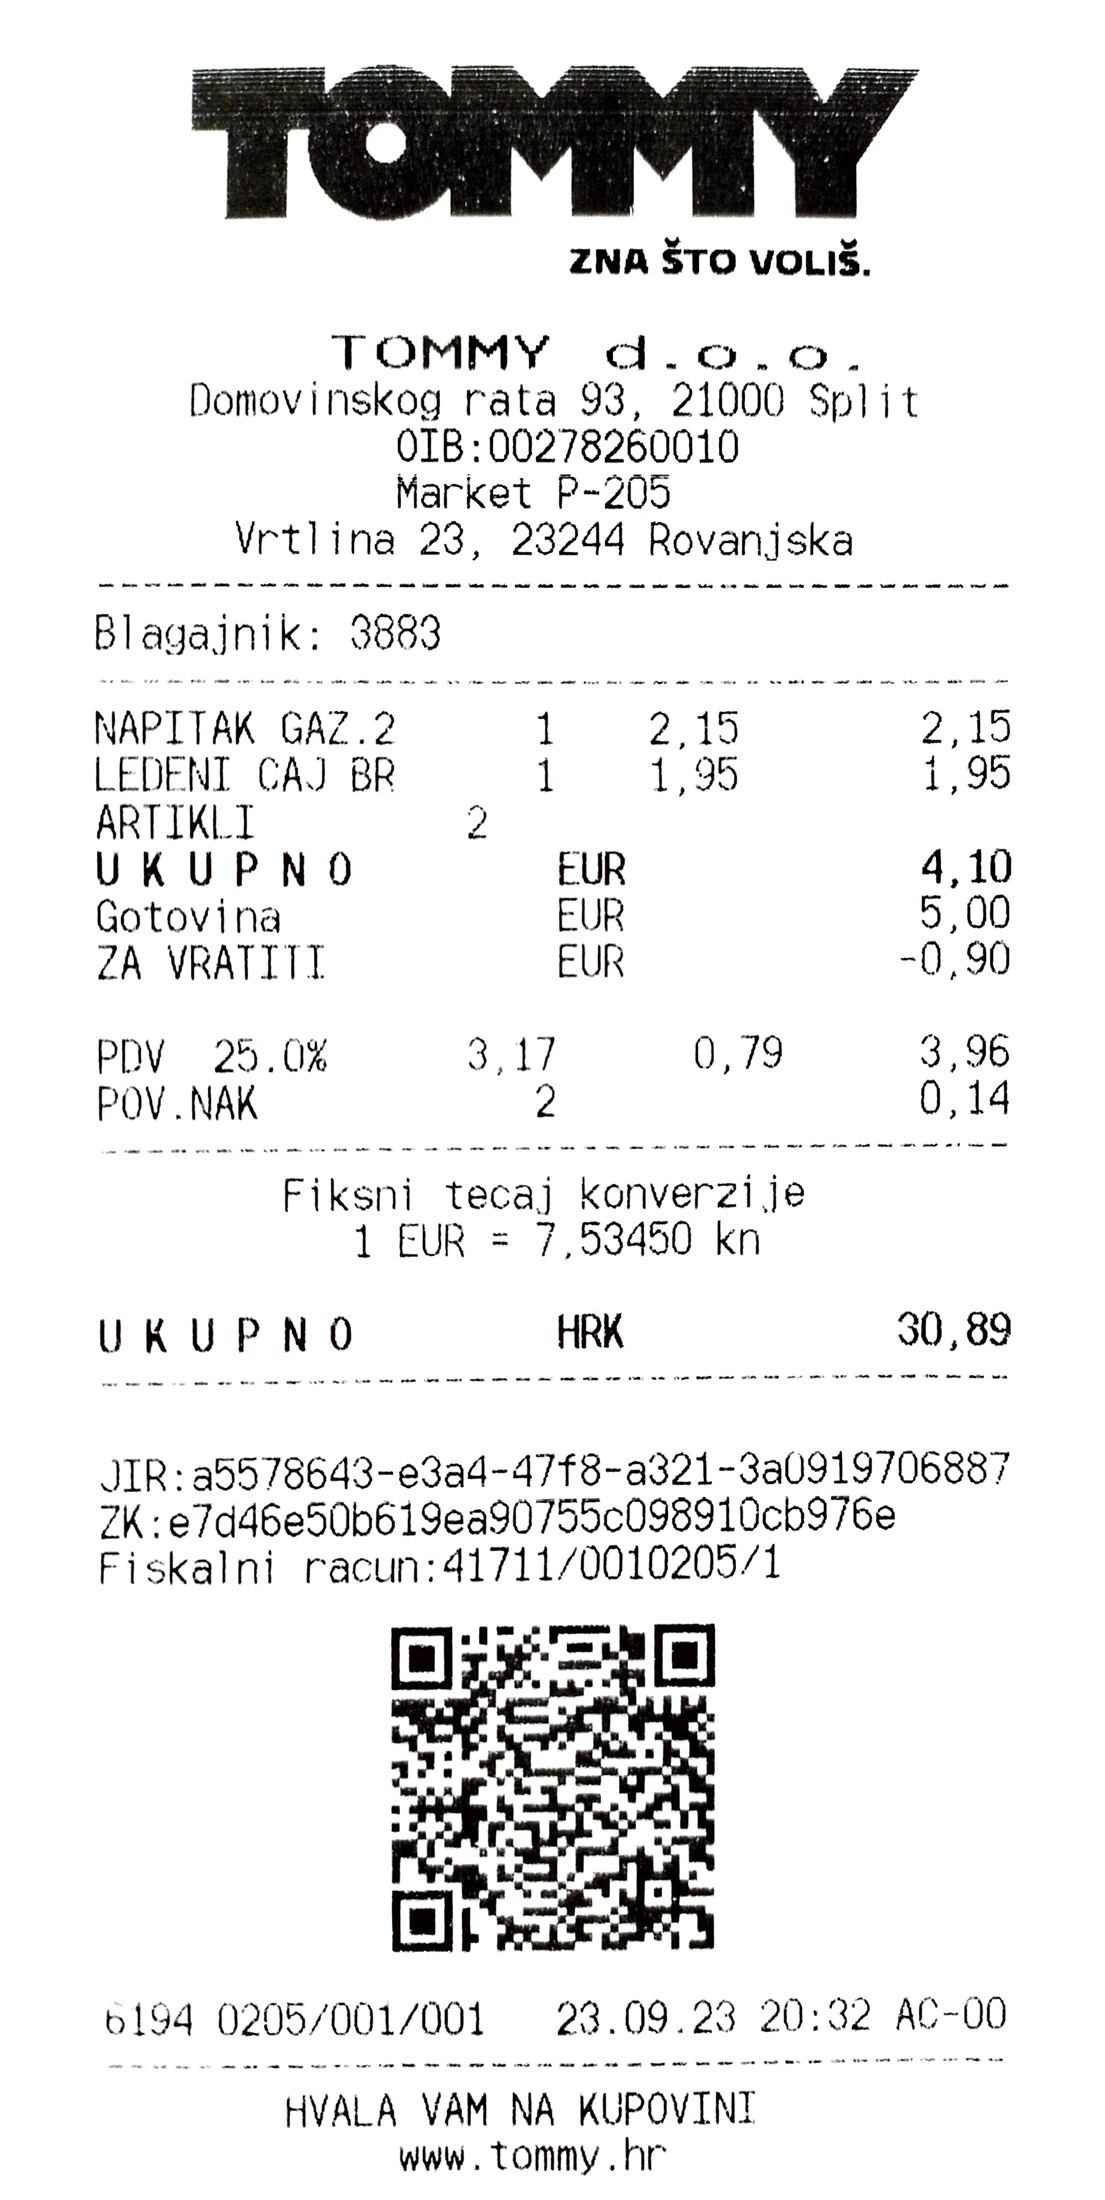 TOMMY
ZNA ŠTO VOLIŠ.
TOMMY d.o.o.
Domovinskog rata 93, 21000 Split
OIB:00278260010
Market P-205
Vrtlina 23, 23244 Rovanjska
Blagajnik: 3883
NAPITAK GAZ.2 1 2,15 2,15
LEDENI CAJ BR 1 1,95 1,95
ARTIKLI 2
U K U P N O EUR 4,10
Gotovina EUR 5,00
ZA VRATITI EUR -0,90
PDV 25.0% 3,17 0,79 3,96
POV.NAK 2 0,14
Fiksni tecaj konverzije
1 EUR = 7,53450 kn
U K U P N O HRK 30,89
JIR:a5578643-e3a4-47f8-a321-3a0919706887
ZK:e7d46e50b619ea90755c098910cb976e
Fiskalni racun:41711/0010205/1
6194 0205/001/001 23.09.23 20:32 AC-00
HVALA VAM NA KUPOVINI
www.tommy.hr